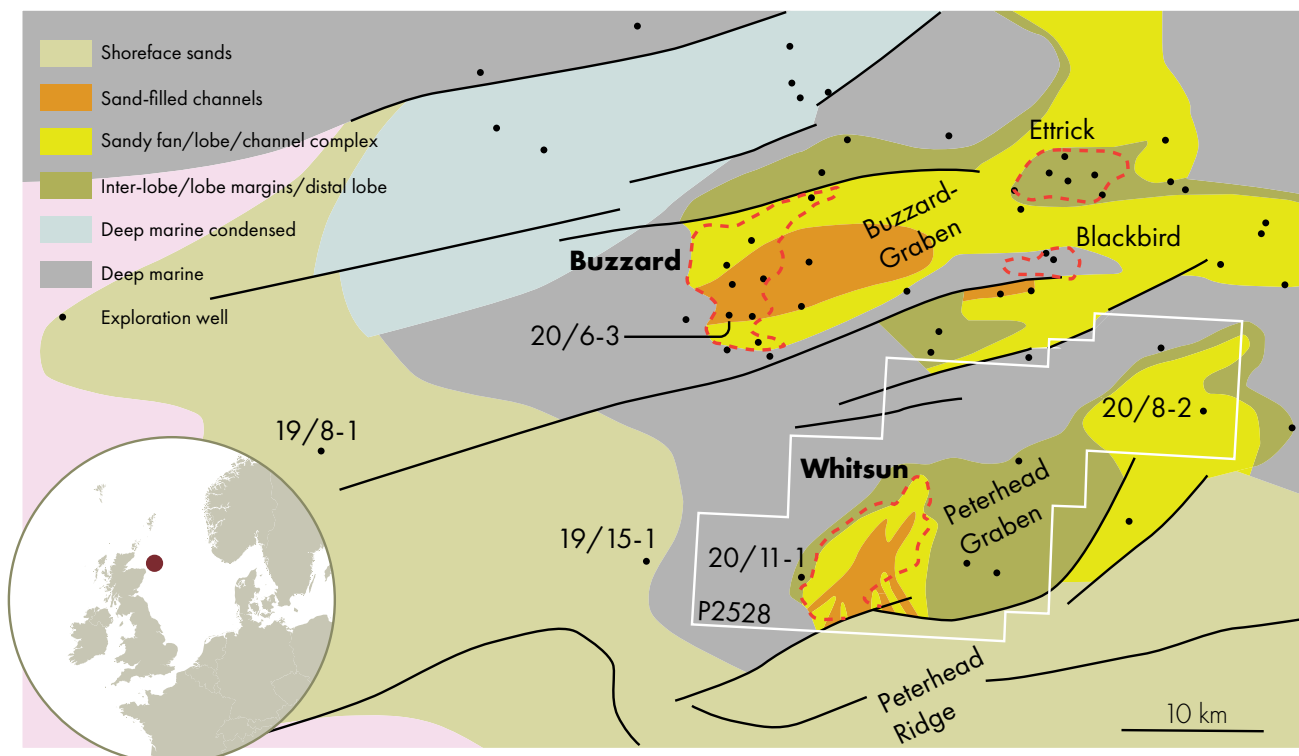 Shoreface sands
Sand-filled channels
Sandy fan/lobe/channel complex
Inter-lobe/lobe margins/distal lobe
Deep marine condensed
Deep marine
Exploration well
Ettrick
Buzzard-
Graben
Blackbird
Buzzard
20/6-3
19/8-1
20/8-2
Whitsun
Peterhead
Graben
19/15-1
20/11-1
P2528
Peterhead
Ridge
10 km